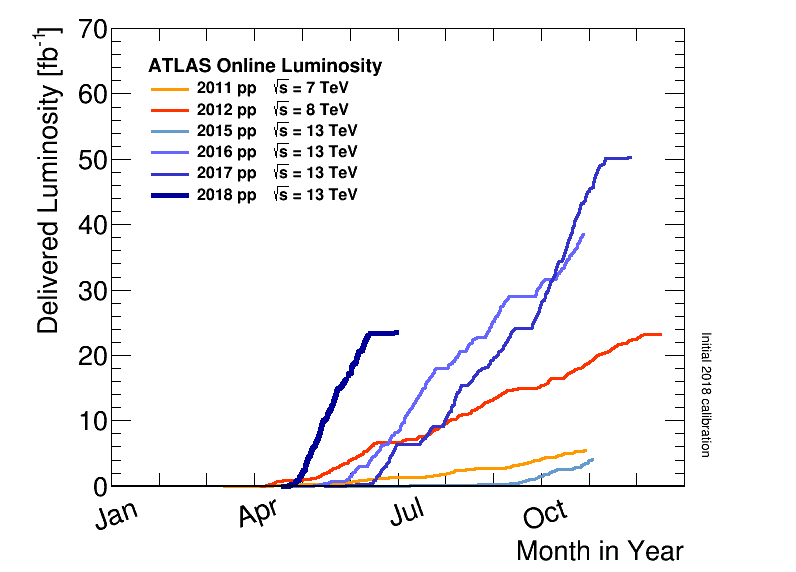 70
60
50
40
30
20
10
0
Delivered Luminosity [fb⁻¹]
ATLAS Online Luminosity
2011 pp √s = 7 TeV
2012 pp √s = 8 TeV
2015 pp √s = 13 TeV
2016 pp √s = 13 TeV
2017 pp √s = 13 TeV
2018 pp √s = 13 TeV
Initial 2018 calibration
Jan Apr Jul Oct
Month in Year